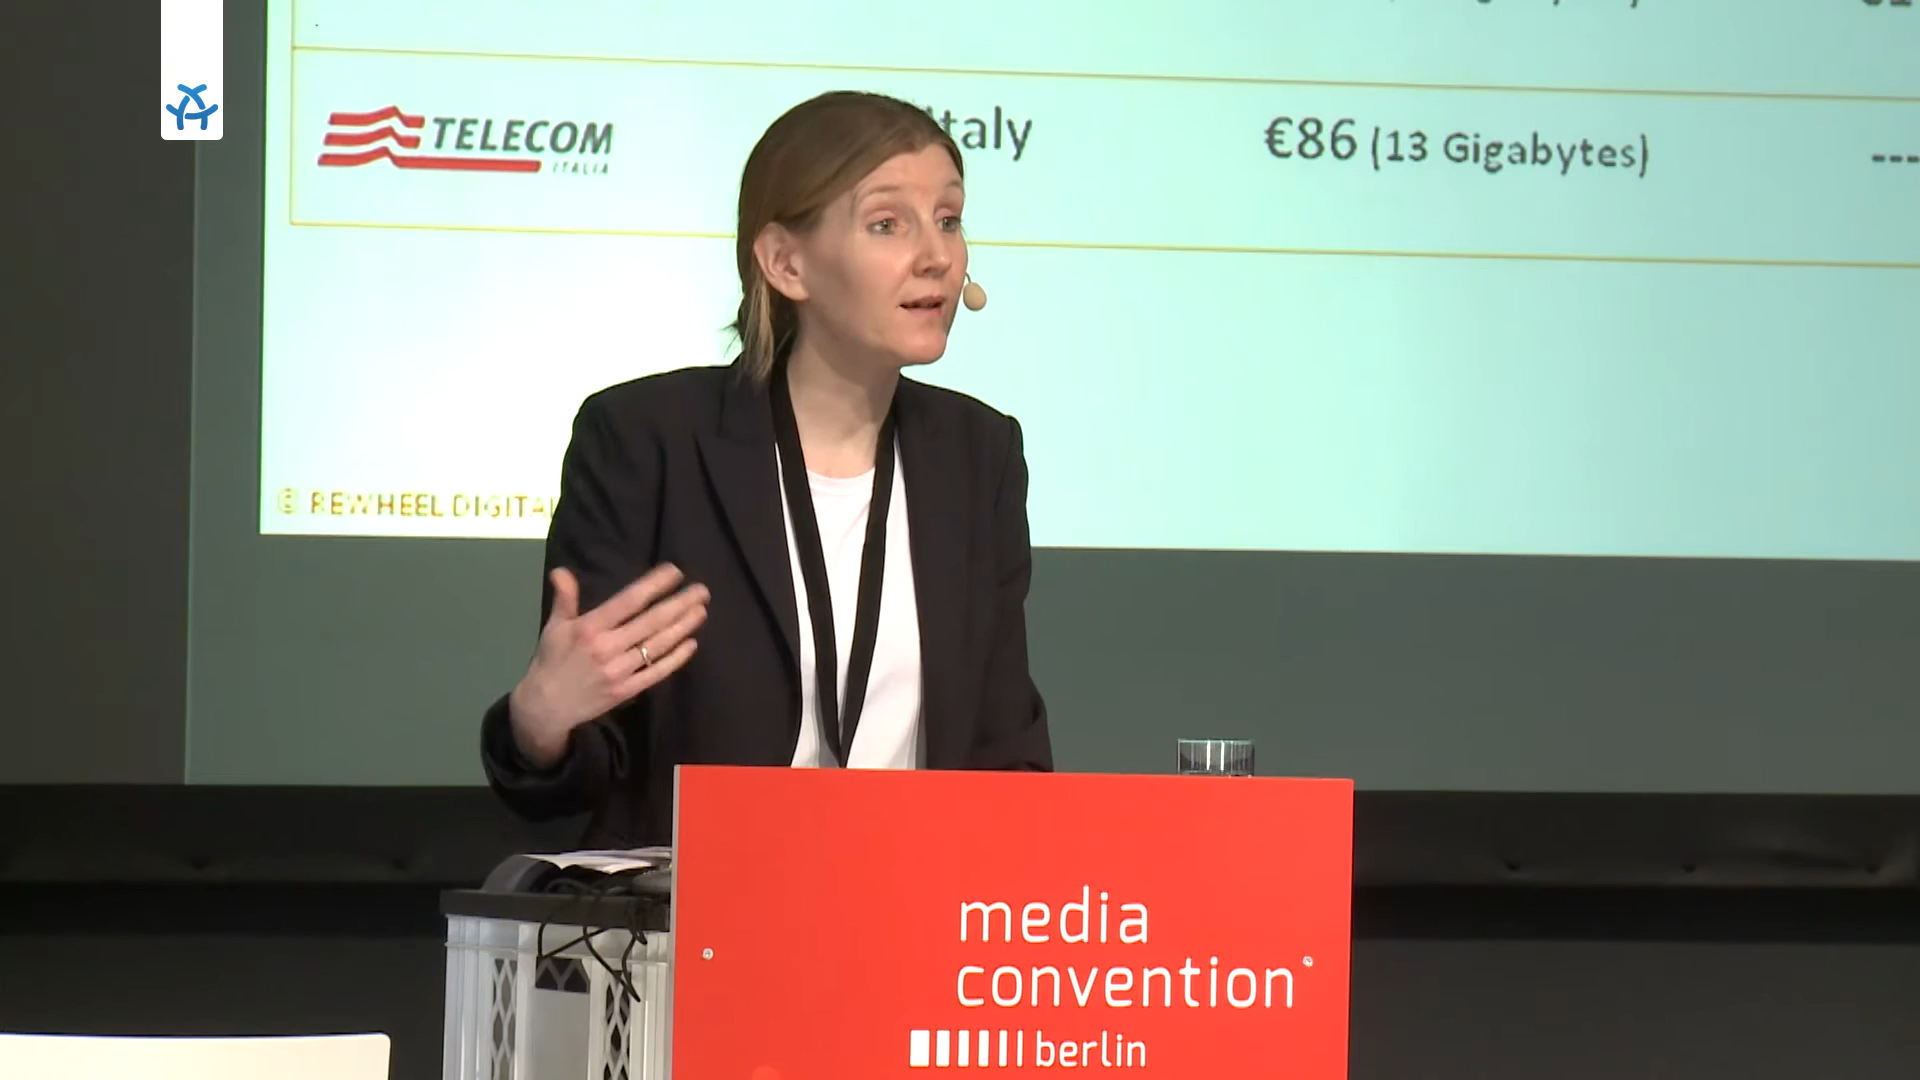 TELECOM
ITALIA
Italy
€86 (13 Gigabytes)
© REWHEEL DIGITAL
media
convention
berlin